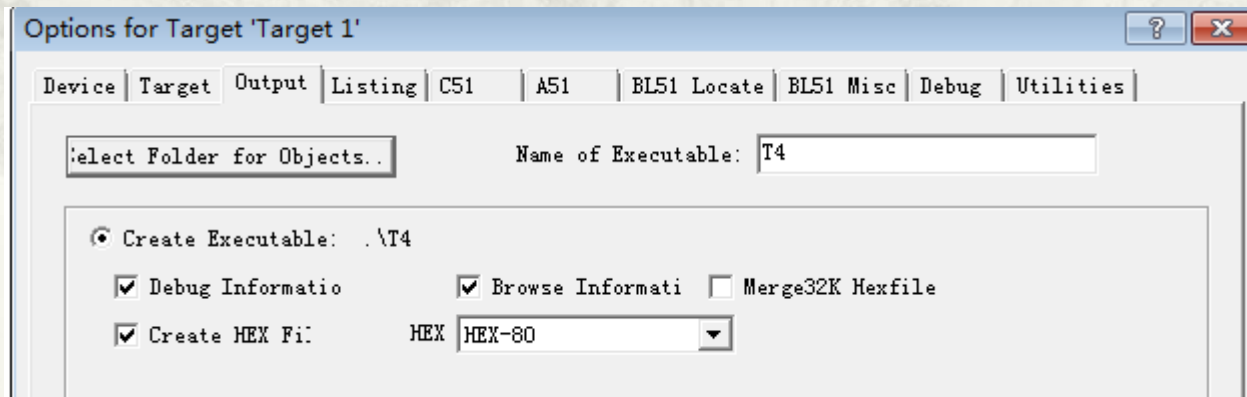 Options for Target 'Target 1'
Device Target Output Listing C51 A51 BL51 Locate BL51 Misc Debug Utilities
elect Folder for Objects.. Name of Executable: T4
Create Executable: .\T4
Debug Informatio Browse Informati Merge32K Hexfile
Create HEX Fi HEX HEX-80